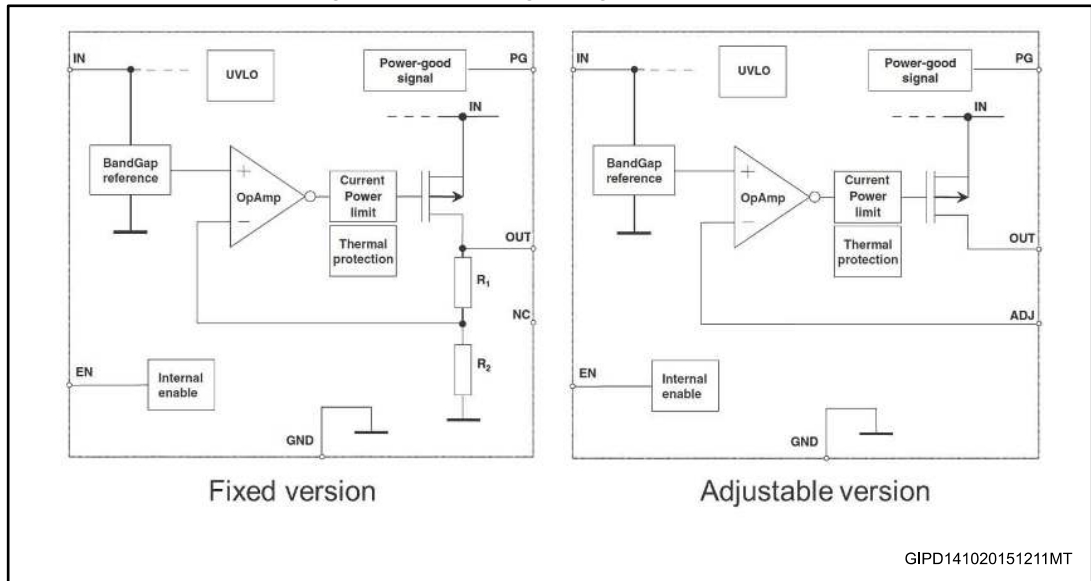 IN
UVLO
Power-good
signal
PG
IN
BandGap
reference
+
OpAmp
−
Current
Power
limit
Thermal
protection
OUT
R1
NC
R2
EN
Internal
enable
GND
Fixed version
IN
UVLO
Power-good
signal
PG
IN
BandGap
reference
+
OpAmp
−
Current
Power
limit
Thermal
protection
OUT
ADJ
EN
Internal
enable
GND
Adjustable version
GIPD141020151211MT